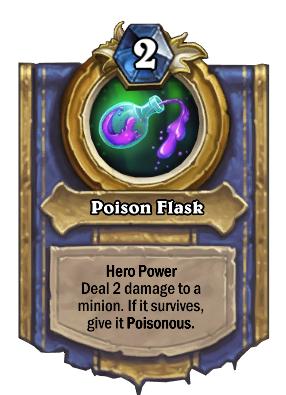 2
Poison Flask
Hero Power
Deal 2 damage to a
minion. If it survives,
give it Poisonous.